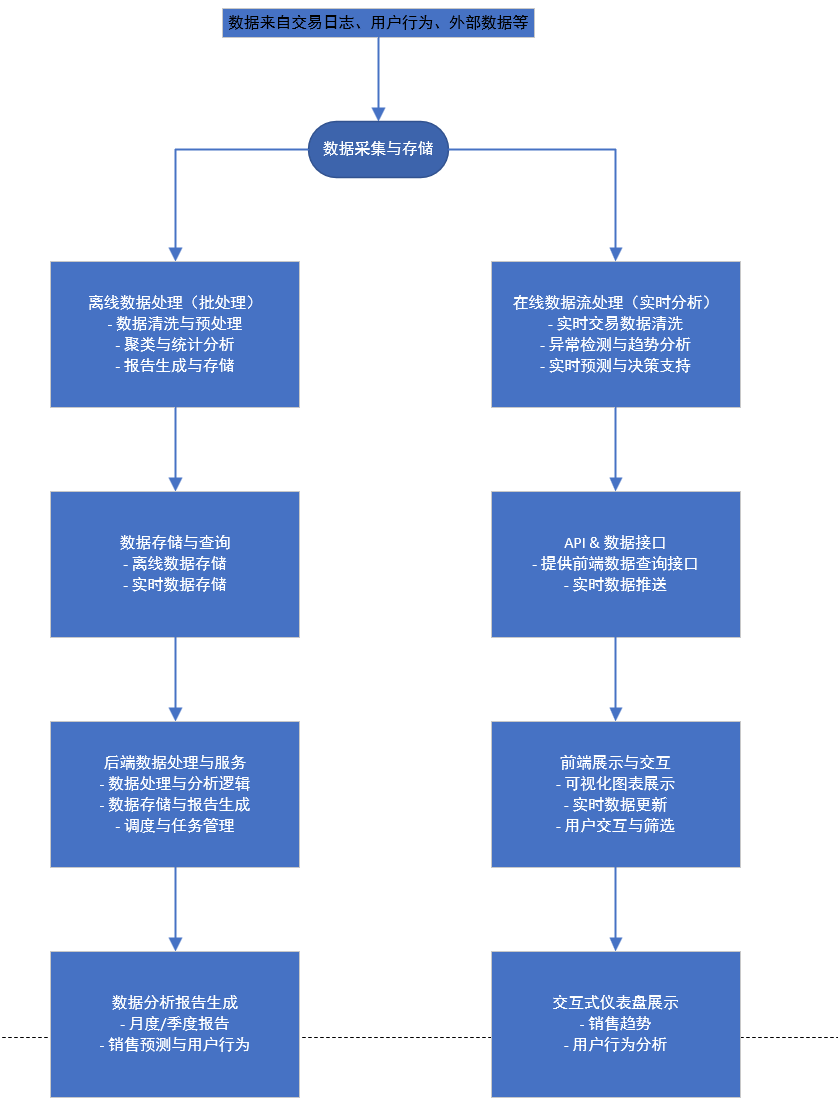 数据来自交易日志、用户行为、外部数据等
数据采集与存储
离线数据处理（批处理）
- 数据清洗与预处理
- 聚类与统计分析
- 报告生成与存储
在线数据流处理（实时分析）
- 实时交易数据清洗
- 异常检测与趋势分析
- 实时预测与决策支持
数据存储与查询
- 离线数据存储
- 实时数据存储
API & 数据接口
- 提供前端数据查询接口
- 实时数据推送
后端数据处理与服务
- 数据处理与分析逻辑
- 数据存储与报告生成
- 调度与任务管理
前端展示与交互
- 可视化图表展示
- 实时数据更新
- 用户交互与筛选
数据分析报告生成
- 月度/季度报告
- 销售预测与用户行为
交互式仪表盘展示
- 销售趋势
- 用户行为分析